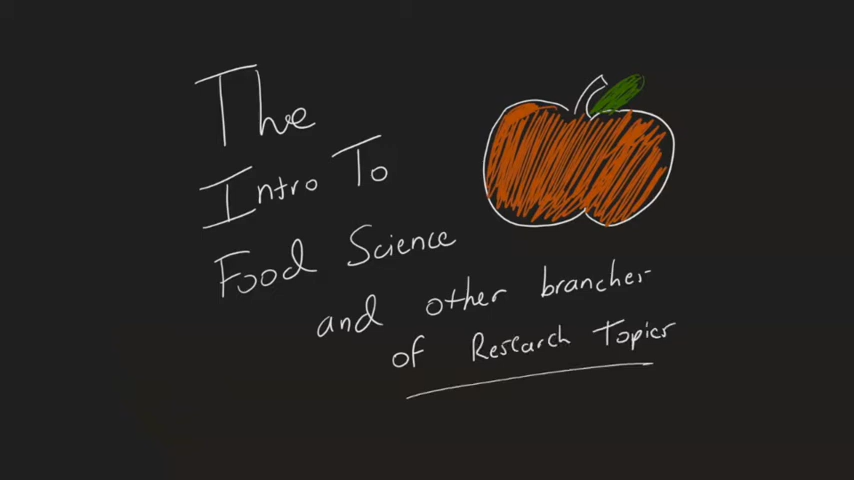 The
Intro To
Food Science
and other branches
of Research Topics